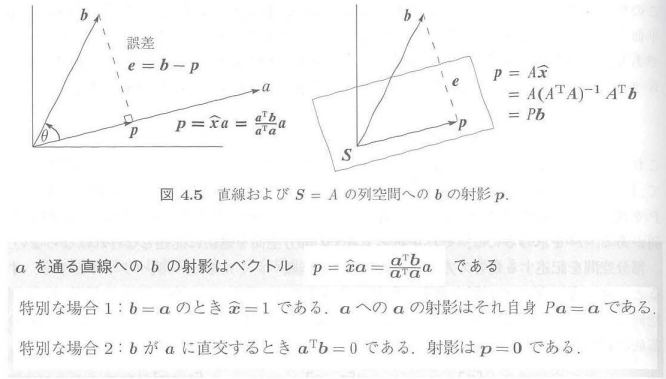 b
誤差
e = b − p
a
θ
p
p = x̂a = aᵀb/aᵀa a
b
e
p = Ax̂
= A(AᵀA)⁻¹ Aᵀb
= Pb
p
S
図 4.5 直線および S = A の列空間への b の射影 p.
a を通る直線への b の射影はベクトル p = x̂a = aᵀb/aᵀa a である
特別な場合 1：b = a のとき x̂ = 1 である．a への a の射影はそれ自身 Pa = a である.
特別な場合 2：b が a に直交するとき aᵀb = 0 である．射影は p = 0 である．